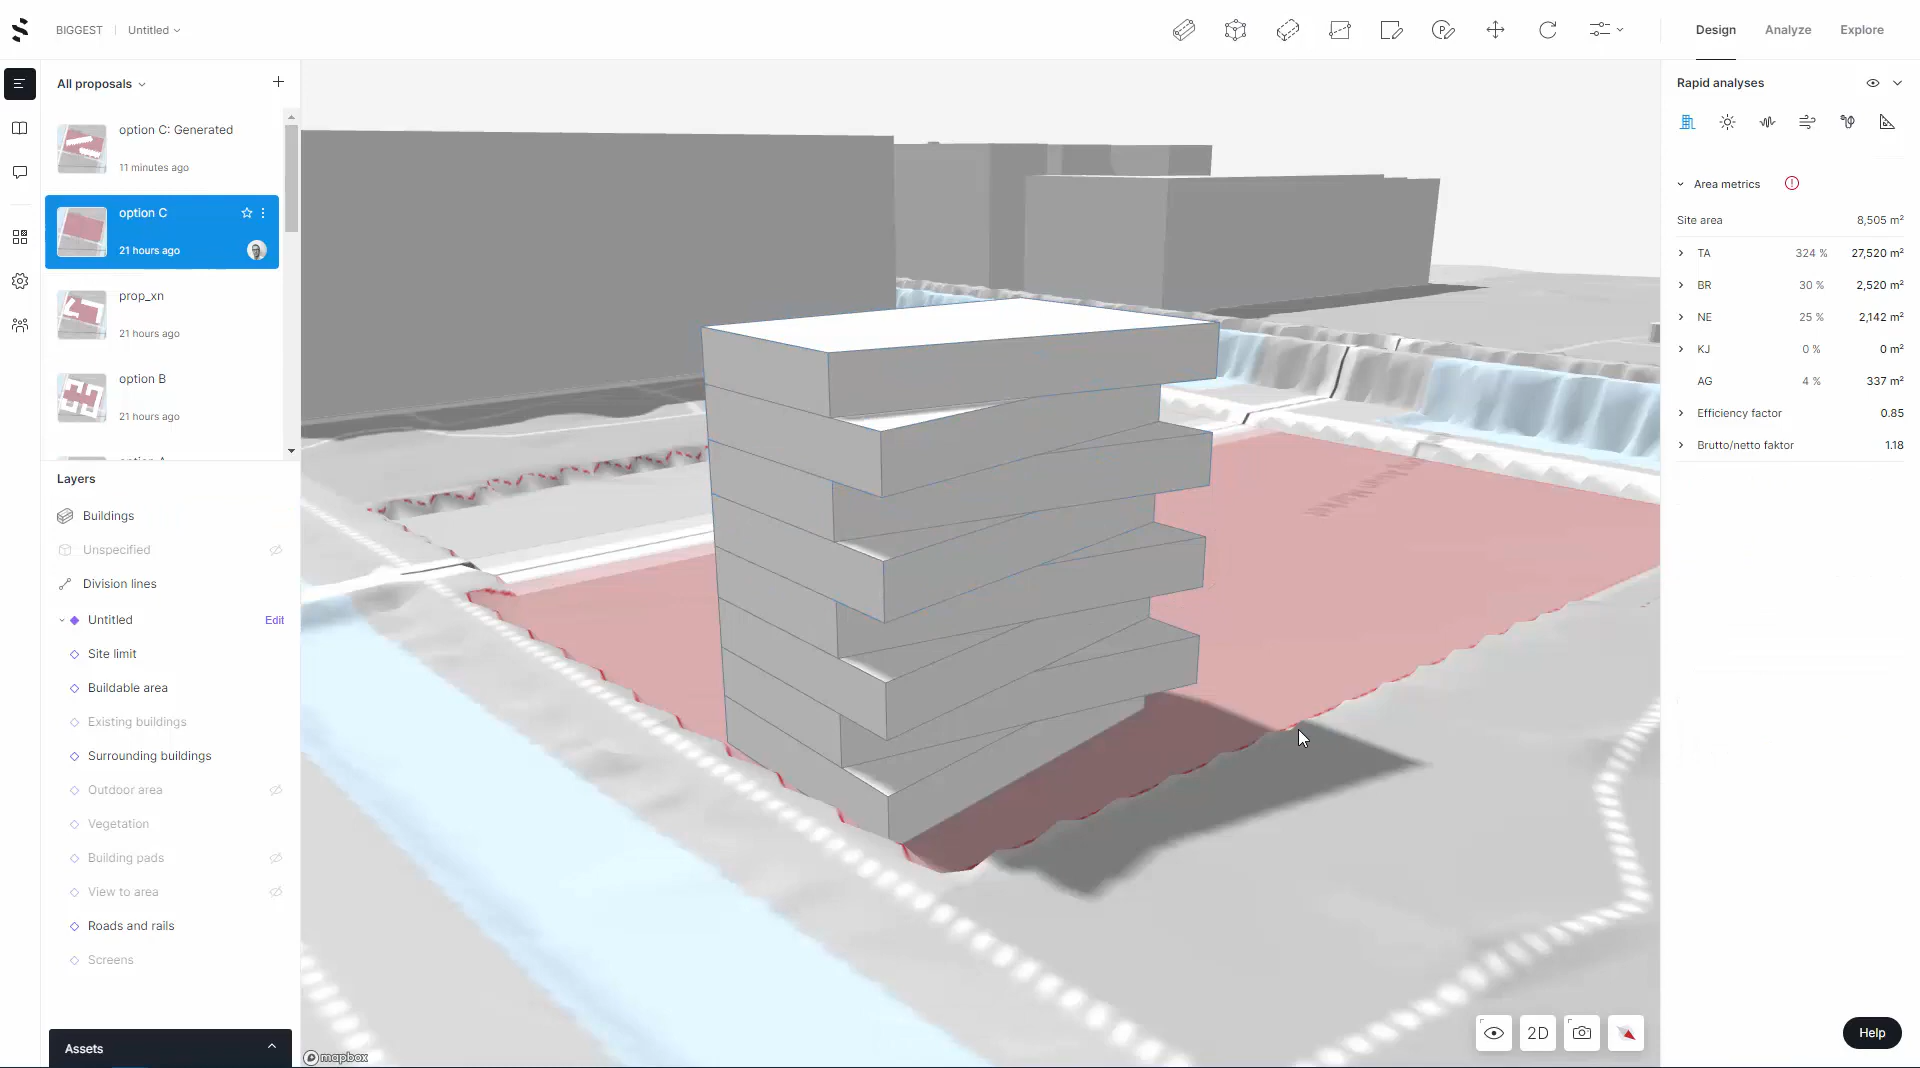 BIGGEST
Untitled
Design
Analyze
Explore
All proposals
option C: Generated
11 minutes ago
option C
21 hours ago
prop_xn
21 hours ago
option B
21 hours ago
Layers
Buildings
Unspecified
Division lines
Untitled
Edit
Site limit
Buildable area
Existing buildings
Surrounding buildings
Outdoor area
Vegetation
Building pads
View to area
Roads and rails
Screens
Assets
mapbox
2D
Rapid analyses
Area metrics
Site area 8,505 m²
TA 324 % 27,520 m²
BR 30 % 2,520 m²
NE 25 % 2,142 m²
KJ 0 % 0 m²
AG 4 % 337 m²
Efficiency factor 0.85
Brutto/netto faktor 1.18
Help